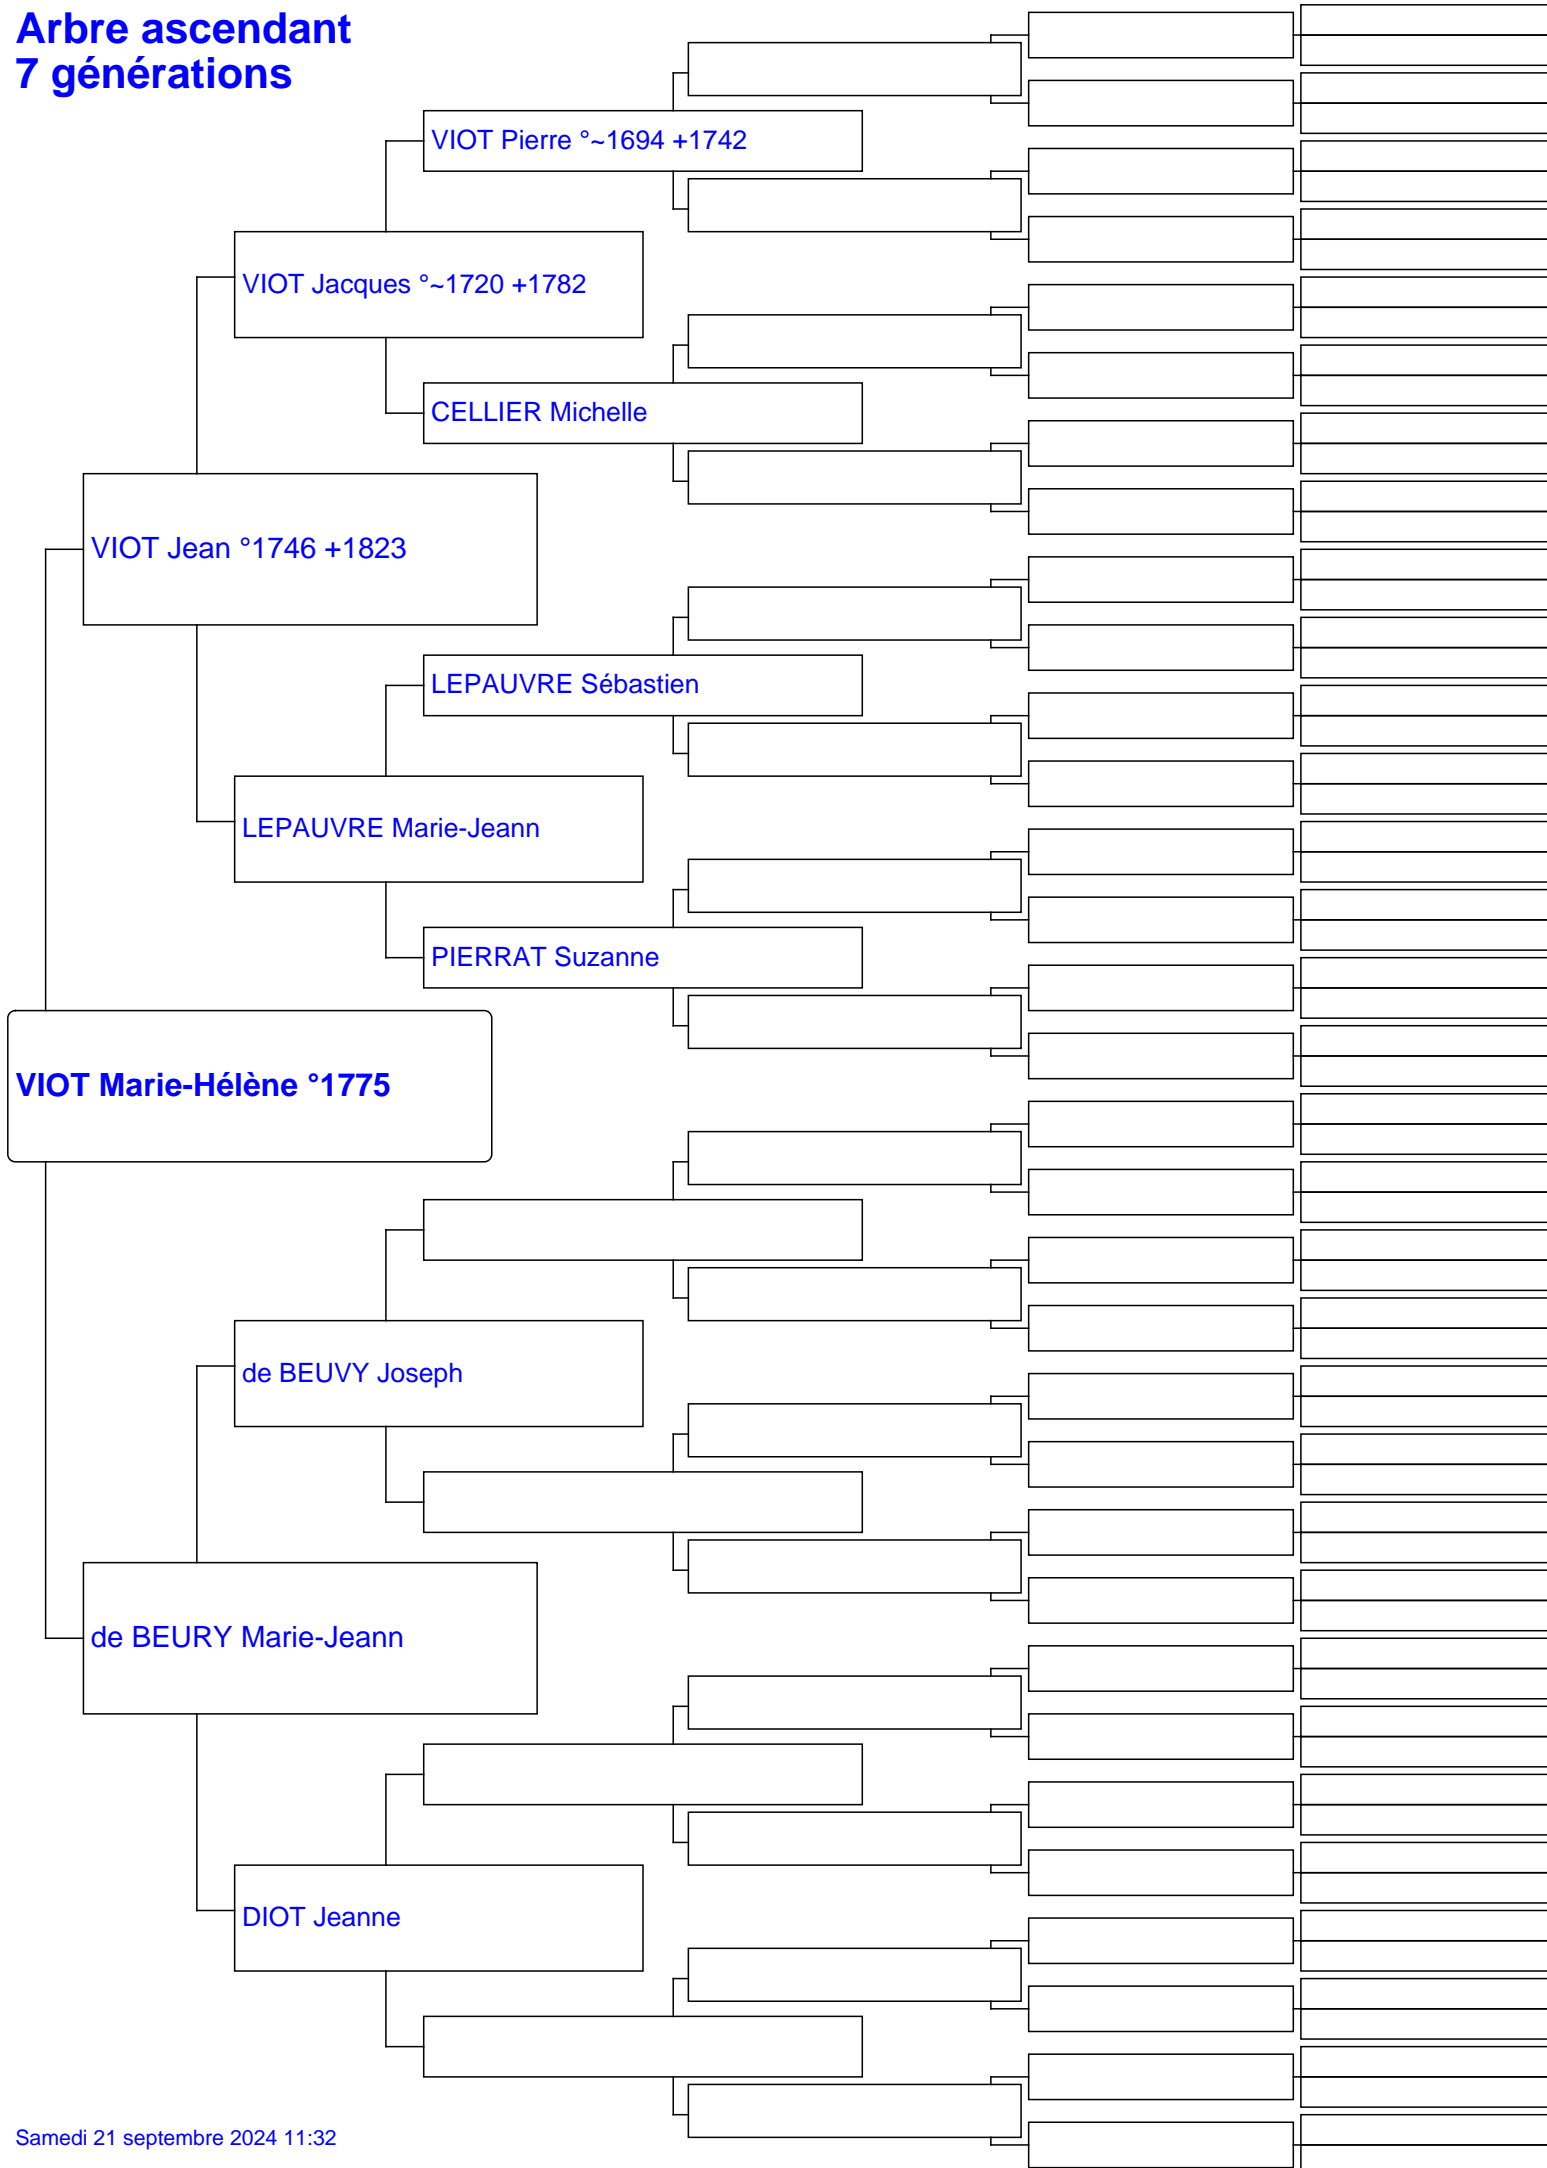 Arbre ascendant
7 générations
VIOT Pierre °~1694 +1742
VIOT Jacques °~1720 +1782
CELLIER Michelle
VIOT Jean °1746 +1823
LEPAUVRE Sébastien
LEPAUVRE Marie-Jeann
PIERRAT Suzanne
VIOT Marie-Hélène °1775
de BEUVY Joseph
de BEURY Marie-Jeann
DIOT Jeanne
Samedi 21 septembre 2024 11:32